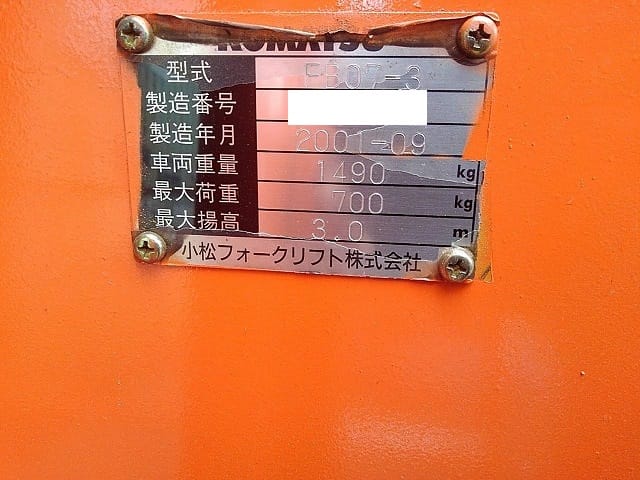 KOMATSU
型式 FB07-3
製造番号
製造年月 2001-09
車両重量 1490 kg
最大荷重 700 kg
最大揚高 3.0 m
小松フォークリフト株式会社